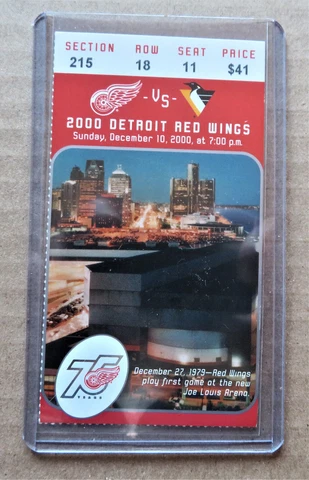 SECTION ROW SEAT PRICE
215 18 11 $41
-VS-
2000 DETROIT RED WINGS
Sunday, December 10, 2000, at 7:00 p.m.
75
YEARS
December 27, 1979—Red Wings
play first game at the new
Joe Louis Arena.